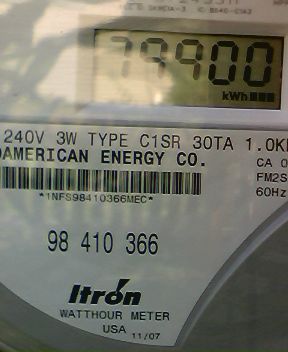 79900
kWh
240V 3W TYPE C1SR 30TA 1.0K
AMERICAN ENERGY CO.
CA
FM2S
60Hz
*1NFS98410366MEC*
98 410 366
Itron
WATTHOUR METER
USA 11/07